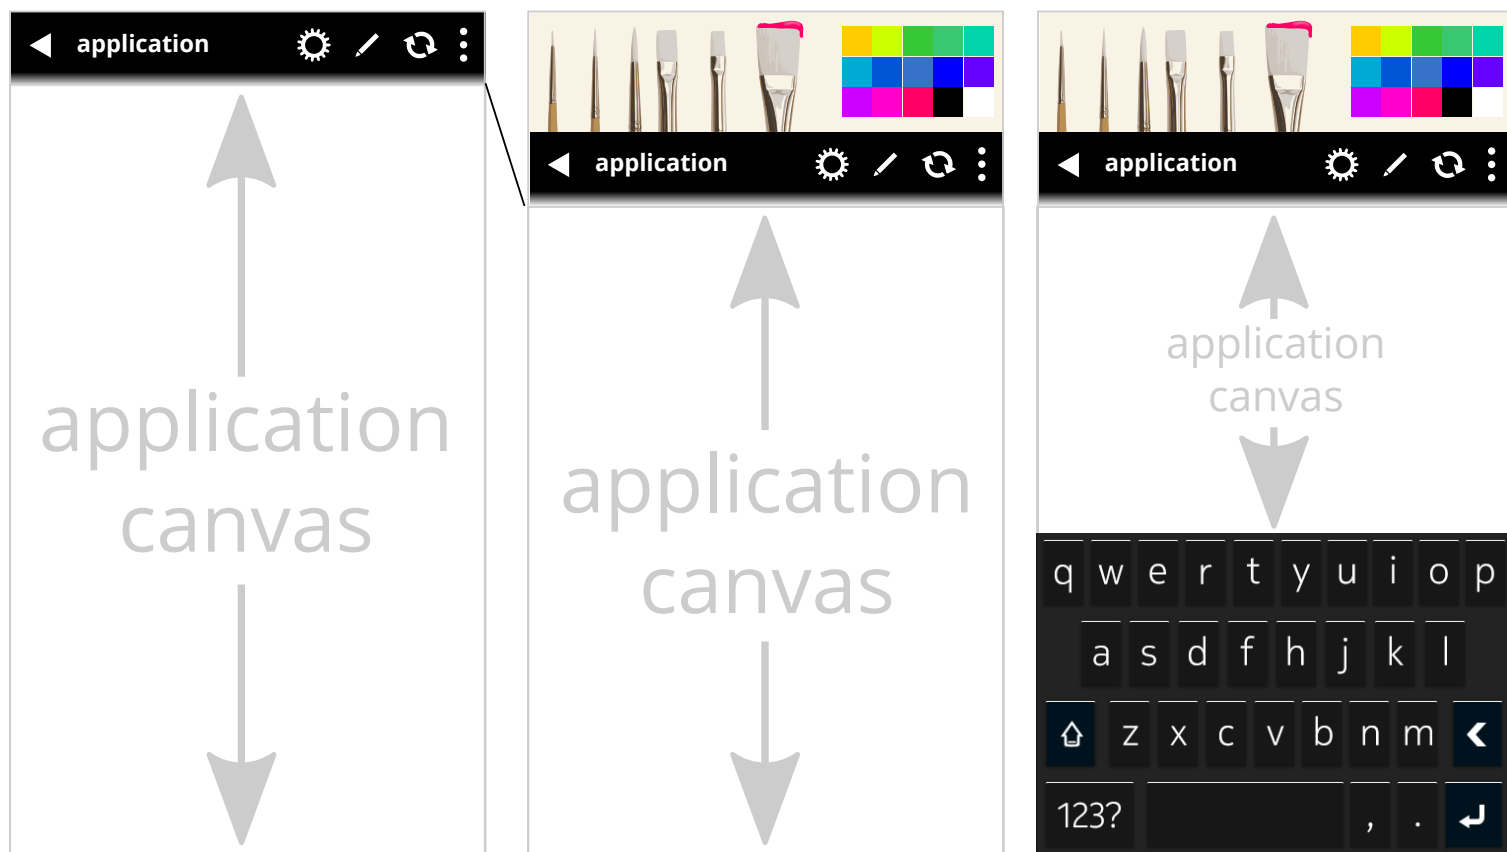 application
application
canvas
application
application
canvas
application
application
canvas
q w e r t y u i o p
a s d f h j k l
z x c v b n m
123? , .